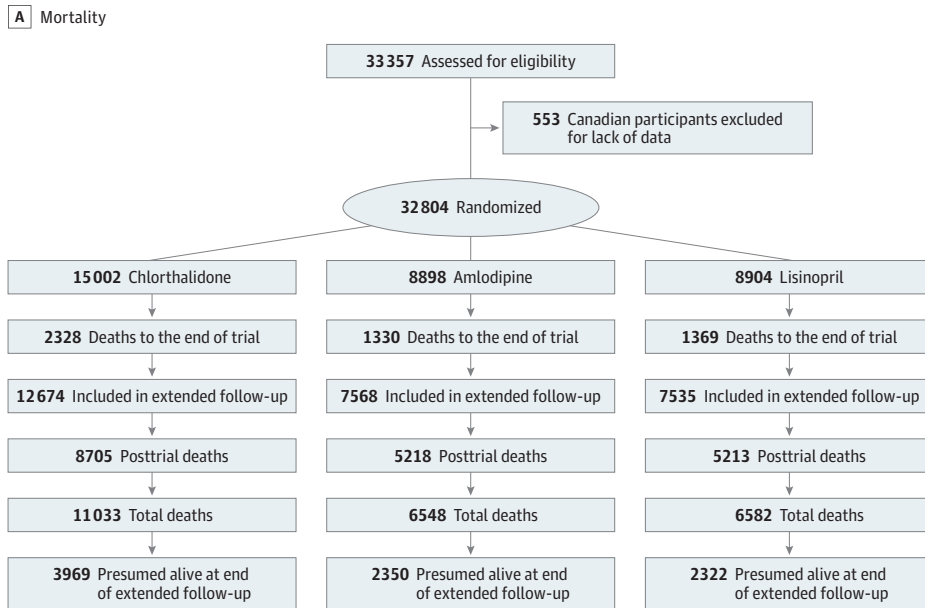 A Mortality
33357 Assessed for eligibility
553 Canadian participants excluded
for lack of data
32804 Randomized
15002 Chlorthalidone
8898 Amlodipine
8904 Lisinopril
2328 Deaths to the end of trial
1330 Deaths to the end of trial
1369 Deaths to the end of trial
12674 Included in extended follow-up
7568 Included in extended follow-up
7535 Included in extended follow-up
8705 Posttrial deaths
5218 Posttrial deaths
5213 Posttrial deaths
11033 Total deaths
6548 Total deaths
6582 Total deaths
3969 Presumed alive at end
of extended follow-up
2350 Presumed alive at end
of extended follow-up
2322 Presumed alive at end
of extended follow-up